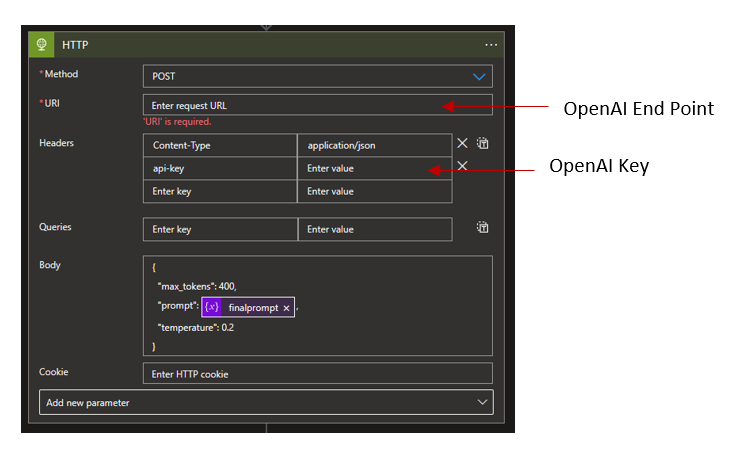 HTTP
...
* Method
POST
* URI
Enter request URL
OpenAI End Point
'URI' is required.
Headers
Content-Type
application/json
api-key
Enter value
OpenAI Key
Enter key
Enter value
Queries
Enter key
Enter value
Body
{
"max_tokens": 400,
"prompt": {x} finalprompt × ,
"temperature": 0.2
}
Cookie
Enter HTTP cookie
Add new parameter